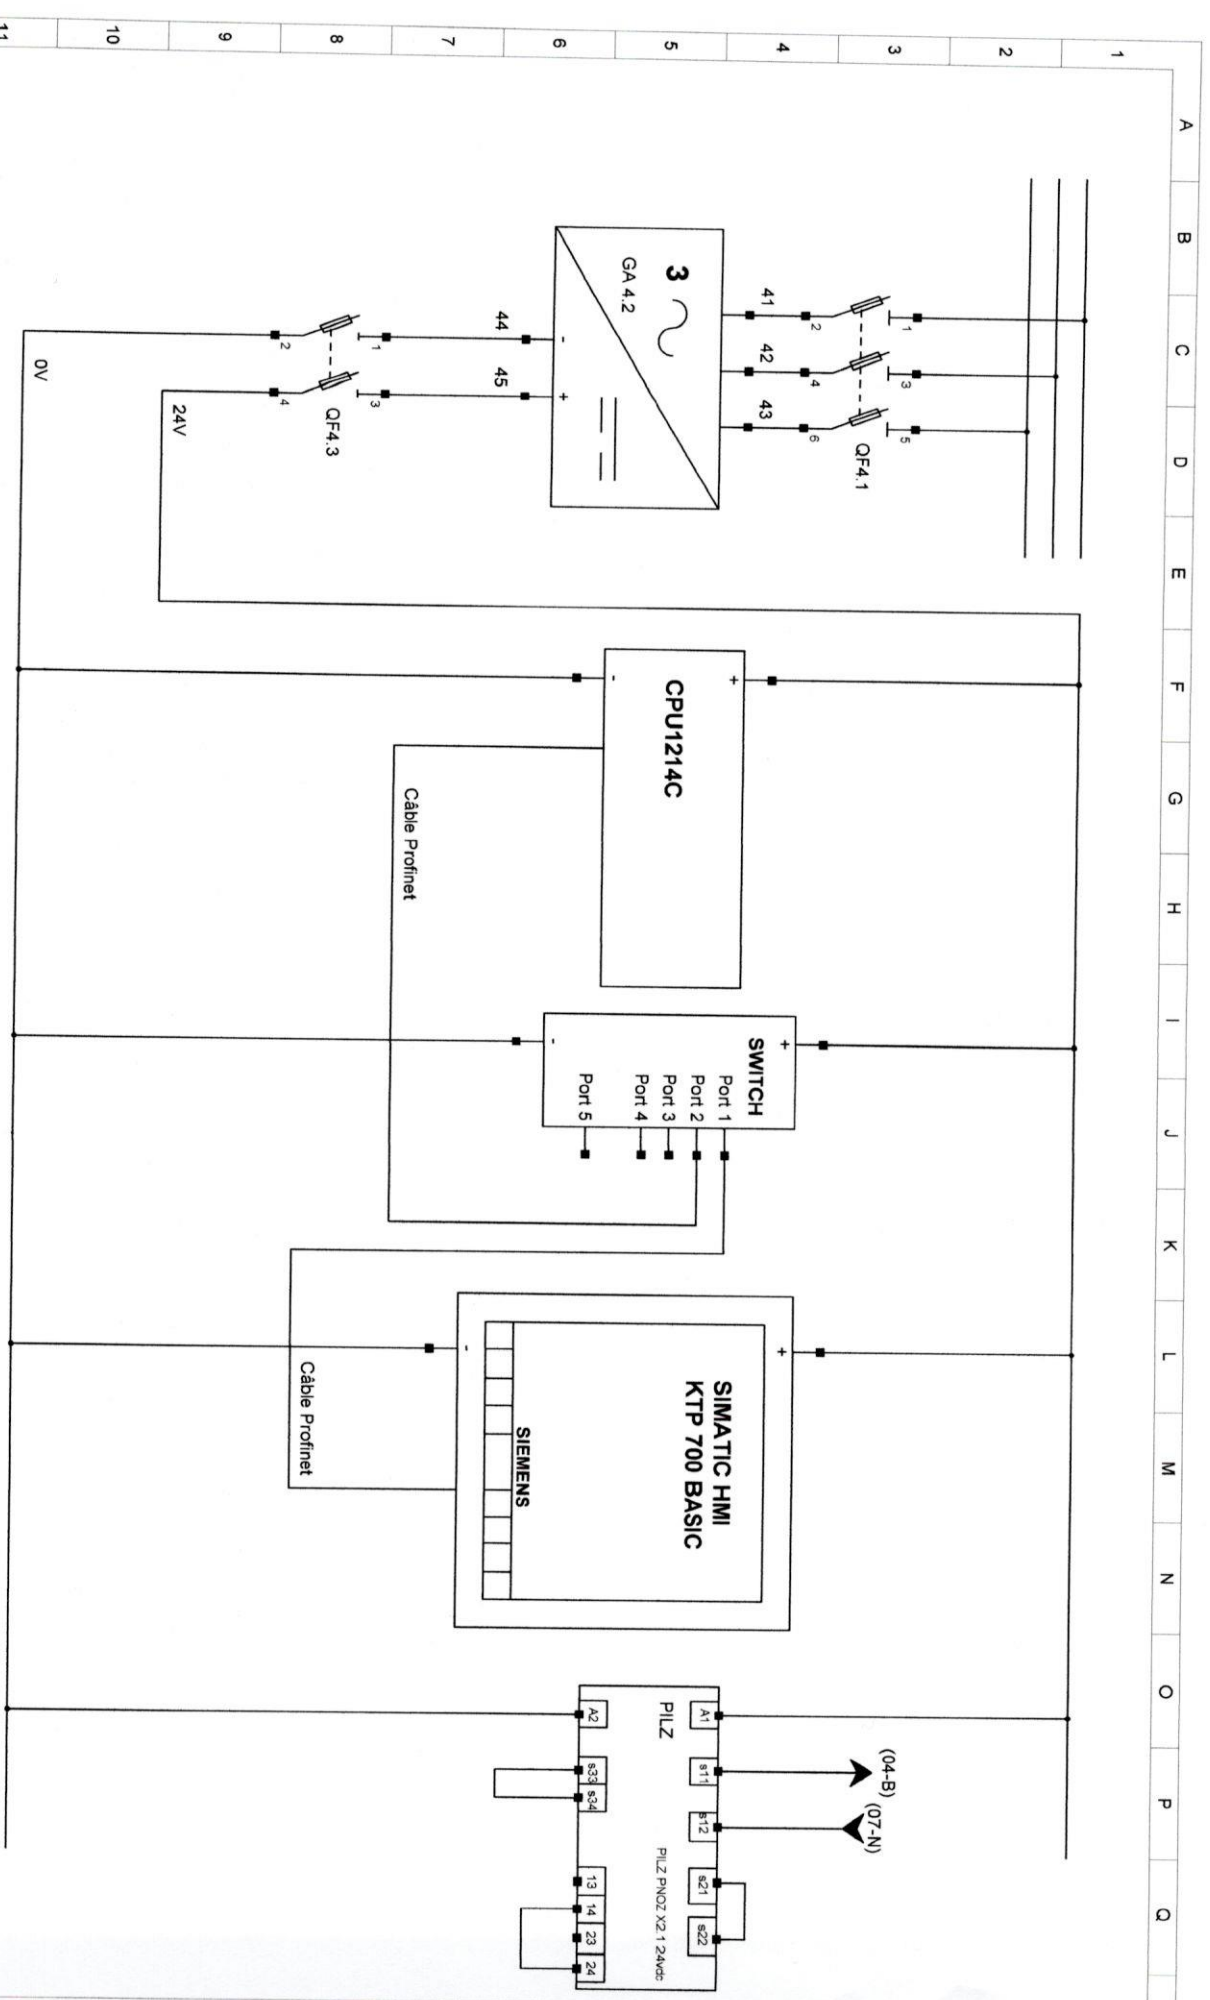 A
B
C
D
E
F
G
H
I
J
K
L
M
N
O
P
Q
1
2
3
4
5
6
7
8
9
10
11
1
3
5
QF4.1
2
4
6
41
42
43
3
GA 4.2
-
+
44
45
1
3
QF4.3
2
4
24V
0V
+
CPU1214C
-
Câble Profinet
SWITCH
+
Port 1
Port 2
Port 3
Port 4
Port 5
-
+
SIMATIC HMI
KTP 700 BASIC
SIEMENS
-
Câble Profinet
(04-B)
(07-N)
A1
s11
s12
s21
s22
PILZ
PILZ PNOZ X2.1 24vdc
A2
s33
s34
13
14
23
24